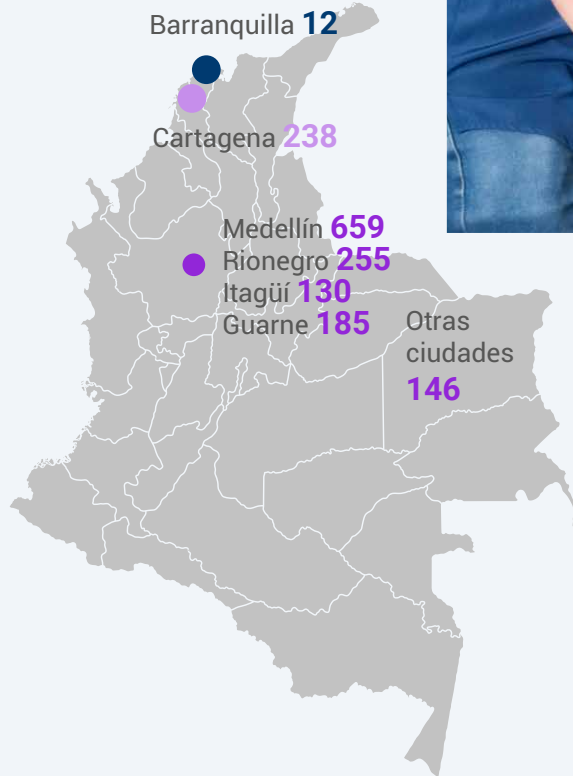 Barranquilla 12
Cartagena 238
Medellín 659
Rionegro 255
Itagüí 130
Guarne 185
Otras
ciudades
146